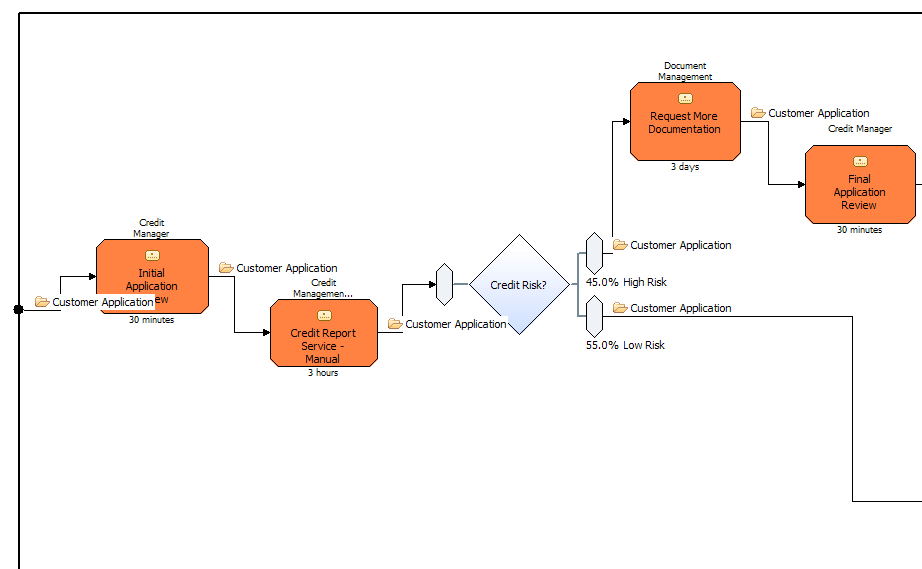 Document
Management
Request More
Documentation
3 days
Customer Application
Credit Manager
Final
Application
Review
30 minutes
Credit
Manager
Initial
Application
ew
30 minutes
Customer Application
Customer Application
Credit
Managemen...
Credit Report
Service -
Manual
3 hours
Customer Application
Credit Risk?
Customer Application
45.0% High Risk
Customer Application
55.0% Low Risk